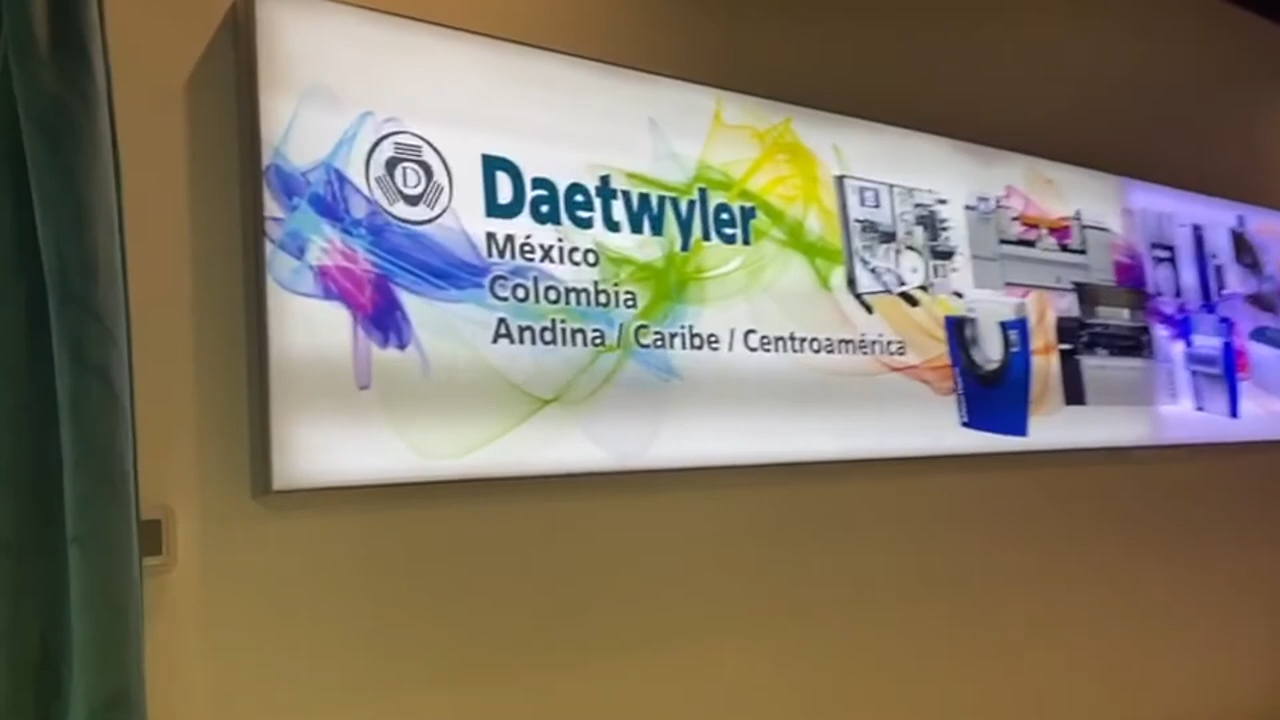 D
Daetwyler
México
Colombia
Andina / Caribe / Centroamérica